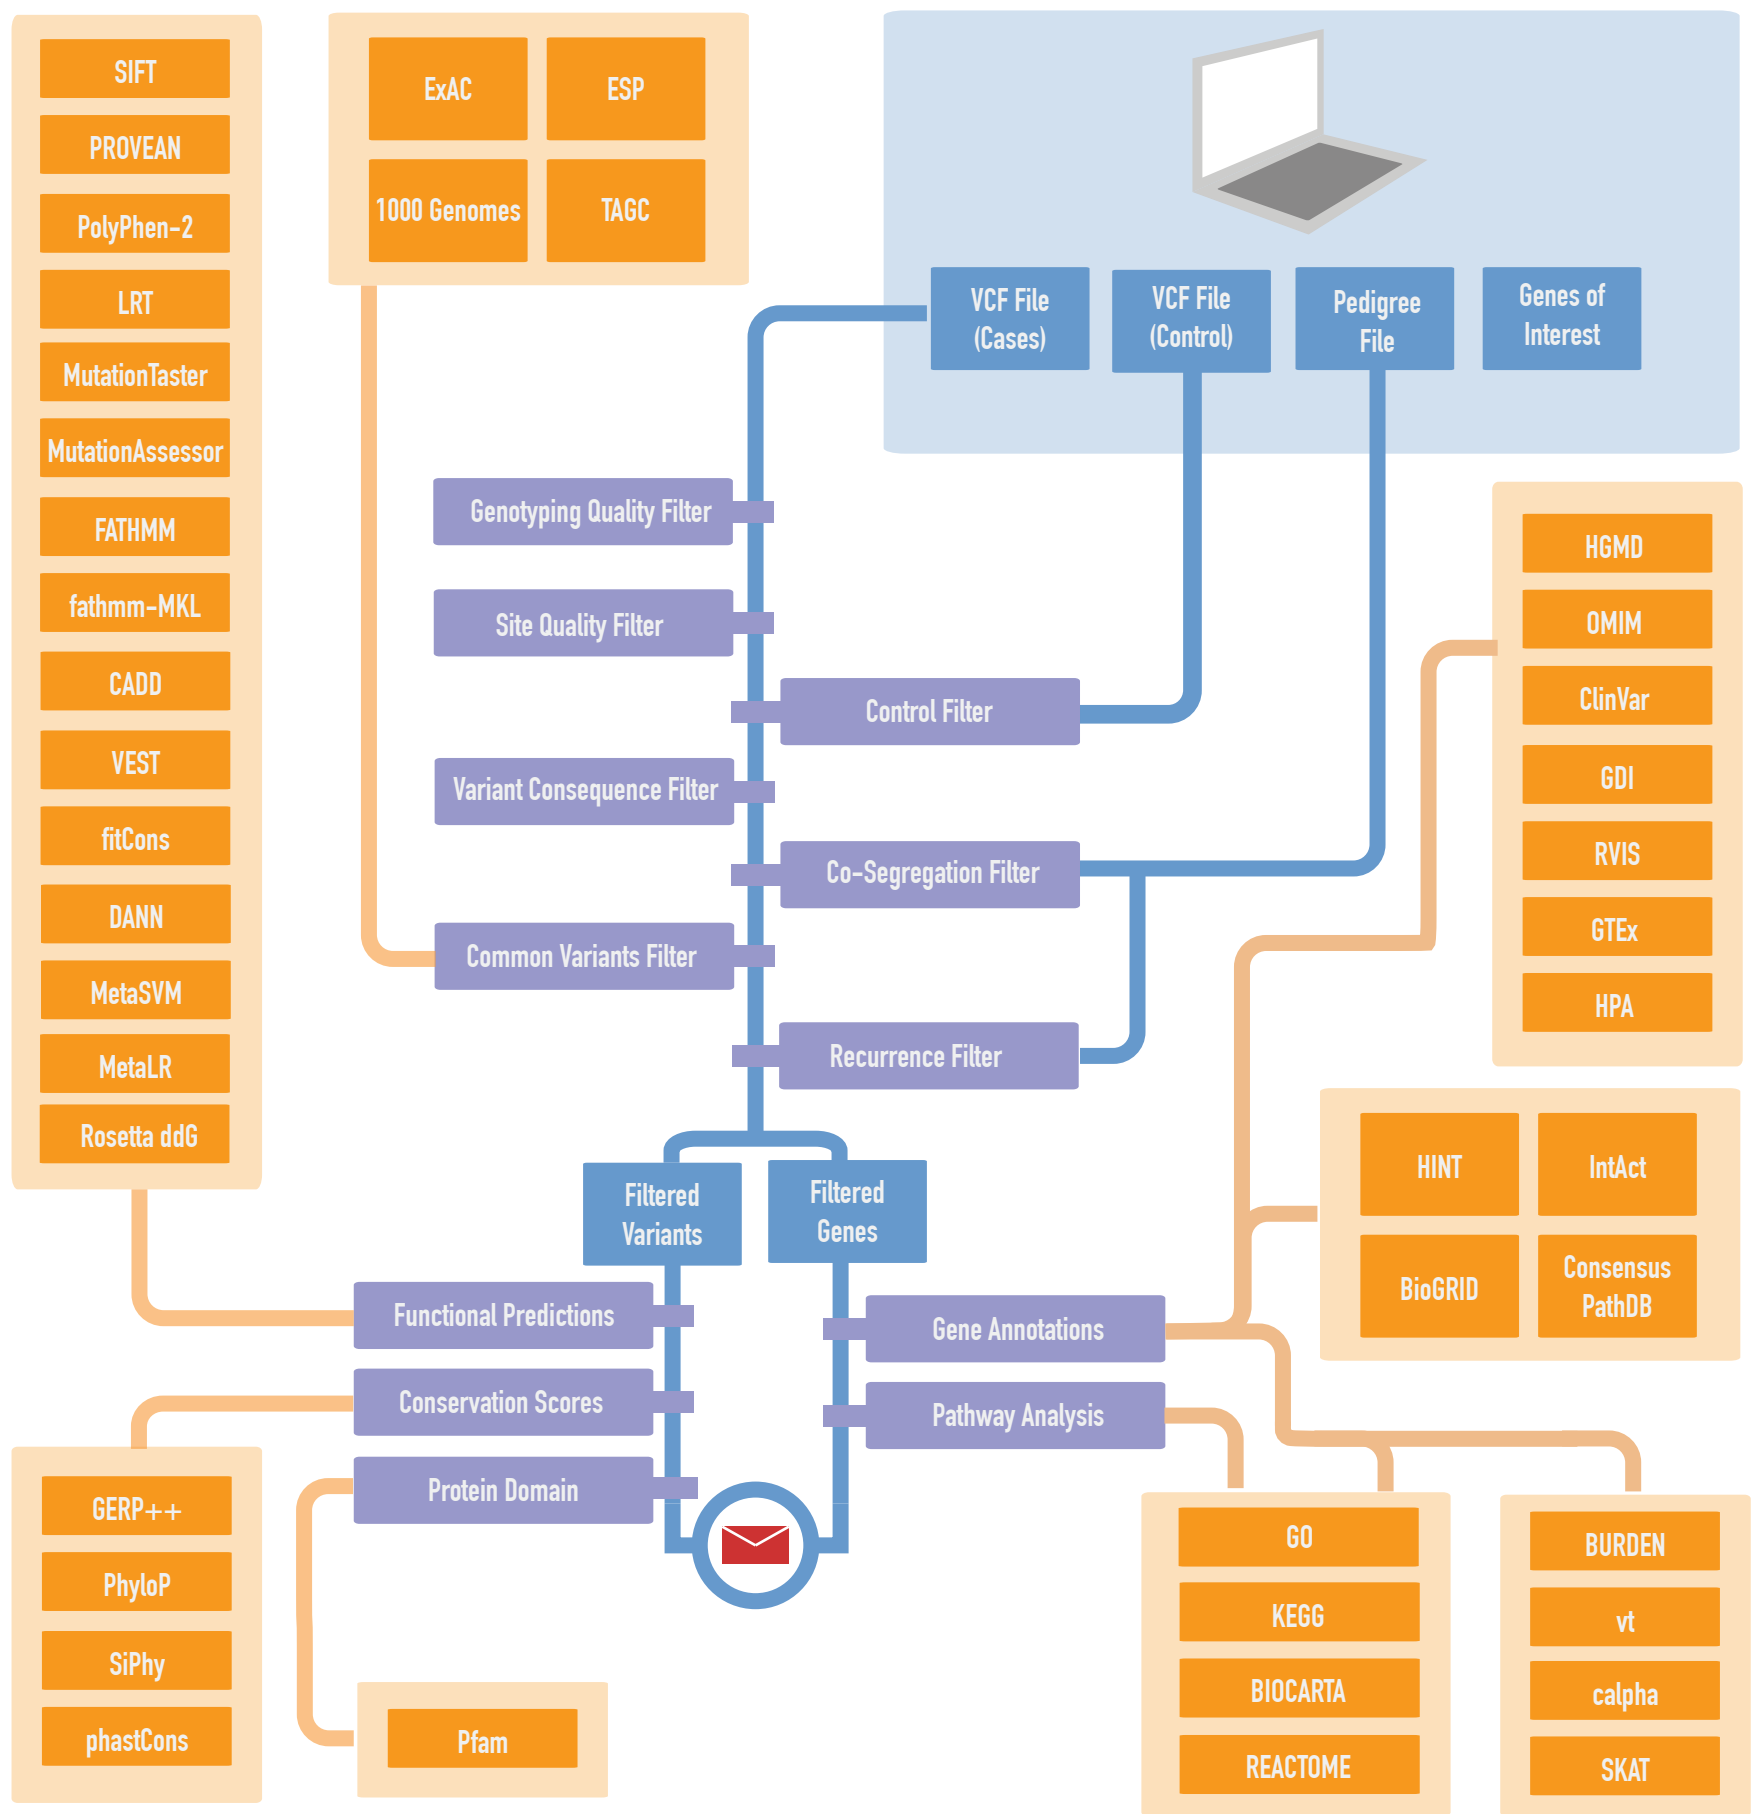 SIFT
PROVEAN
PolyPhen-2
LRT
MutationTaster
MutationAssessor
FATHMM
fathmm-MKL
CADD
VEST
fitCons
DANN
MetaSVM
MetaLR
Rosetta ddG
ExAC
ESP
1000 Genomes
TAGC
VCF File
(Cases)
VCF File
(Control)
Pedigree
File
Genes of
Interest
Genotyping Quality Filter
Site Quality Filter
Control Filter
Variant Consequence Filter
Co-Segregation Filter
Common Variants Filter
Recurrence Filter
HGMD
OMIM
ClinVar
GDI
RVIS
GTEx
HPA
HINT
IntAct
BioGRID
Consensus
PathDB
Filtered
Variants
Filtered
Genes
Functional Predictions
Conservation Scores
Protein Domain
Gene Annotations
Pathway Analysis
GERP++
PhyloP
SiPhy
phastCons
Pfam
GO
KEGG
BIOCARTA
REACTOME
BURDEN
vt
calpha
SKAT